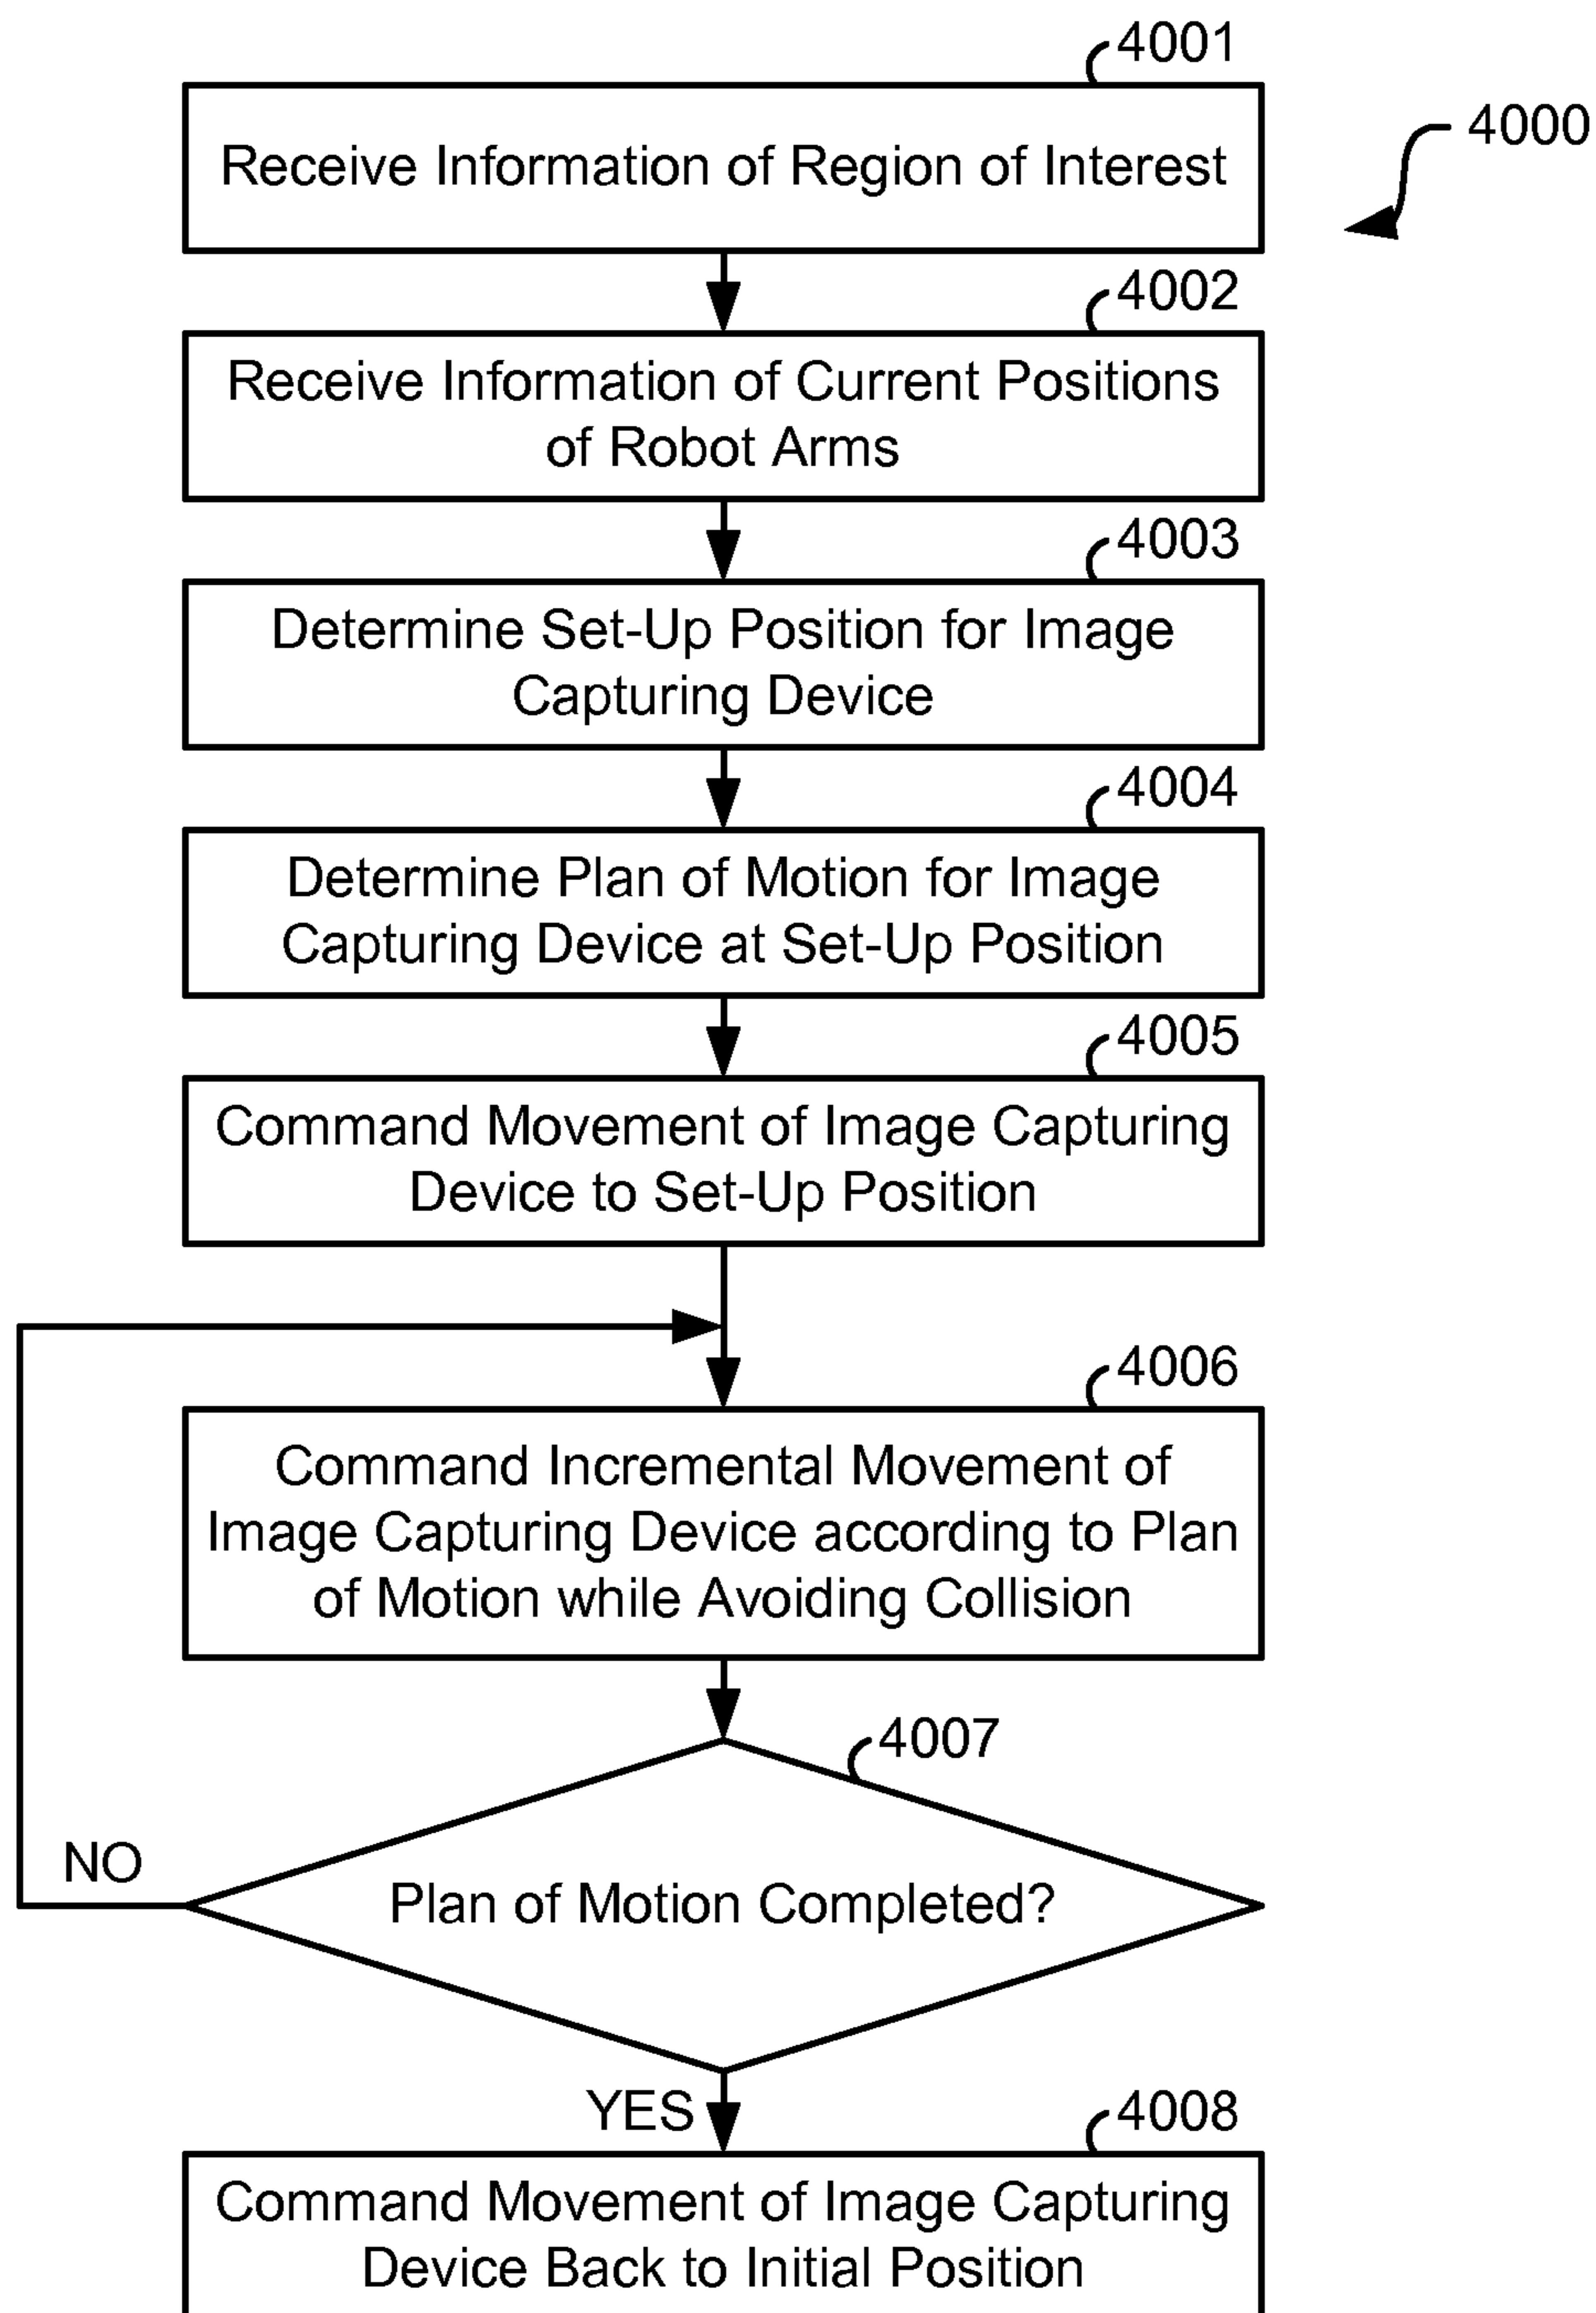 4001
4000
Receive Information of Region of Interest
4002
Receive Information of Current Positions
of Robot Arms
4003
Determine Set-Up Position for Image
Capturing Device
4004
Determine Plan of Motion for Image
Capturing Device at Set-Up Position
4005
Command Movement of Image Capturing
Device to Set-Up Position
4006
Command Incremental Movement of
Image Capturing Device according to Plan
of Motion while Avoiding Collision
4007
NO
Plan of Motion Completed?
YES
4008
Command Movement of Image Capturing
Device Back to Initial Position